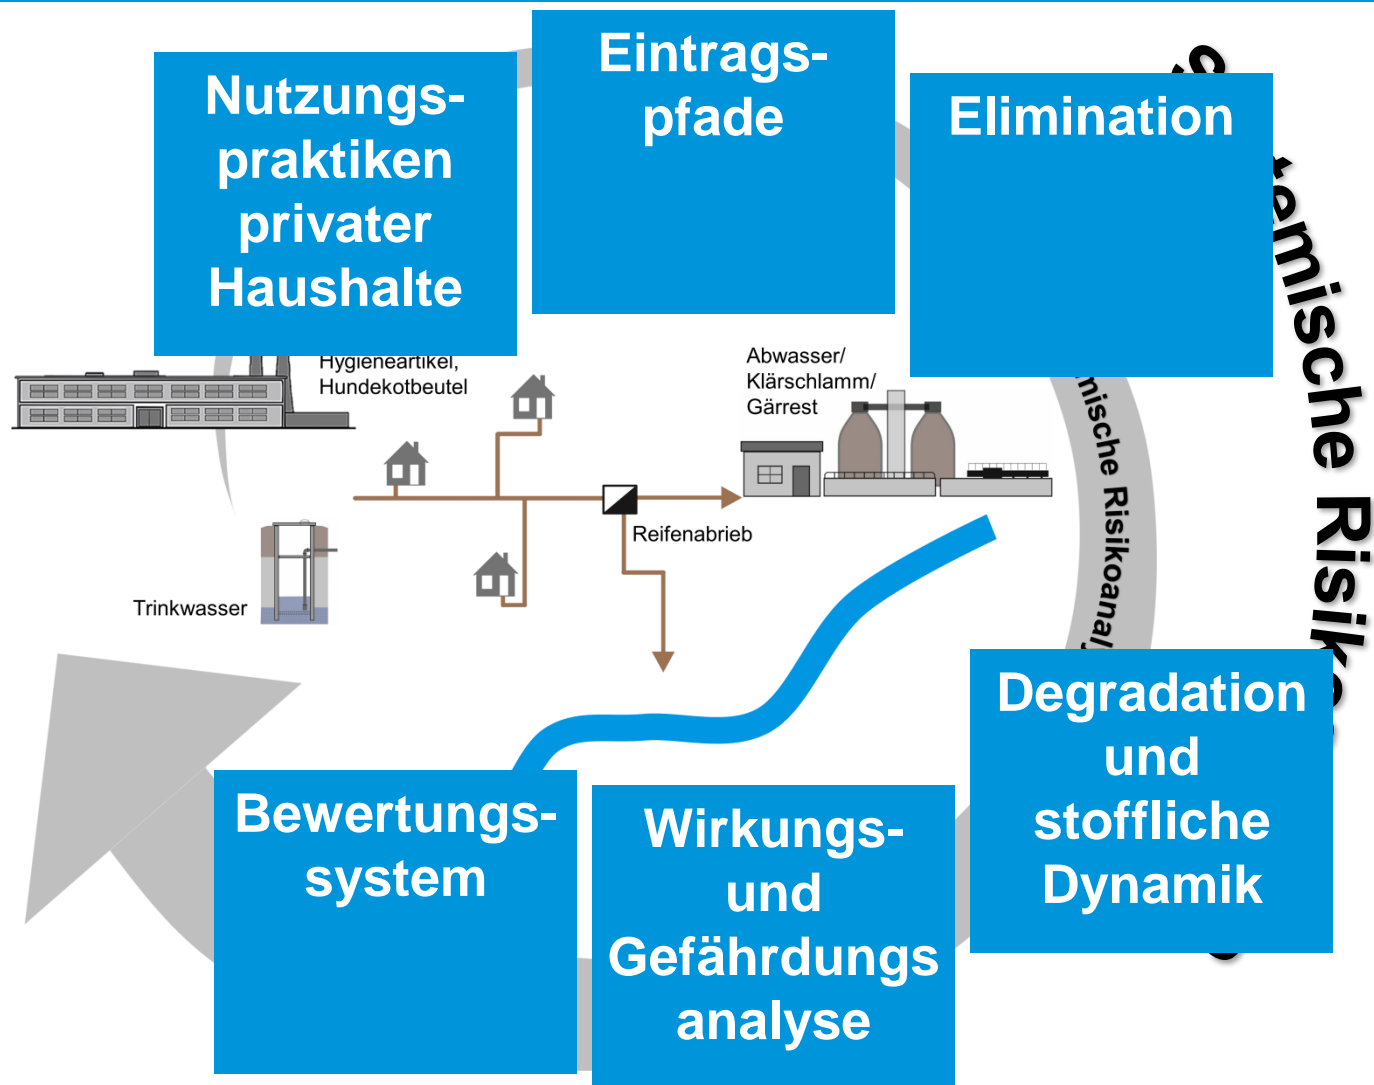 Nutzungs-
praktiken
privater
Haushalte
Eintrags-
pfade
Elimination
Hygieneartikel,
Hundekotbeutel
Abwasser/
Klärschlamm/
Gärrest
Reifenabrieb
Trinkwasser
Risikoanaly
Bewertungs-
system
Wirkungs-
und
Gefährdungs
analyse
Degradation
und
stoffliche
Dynamik